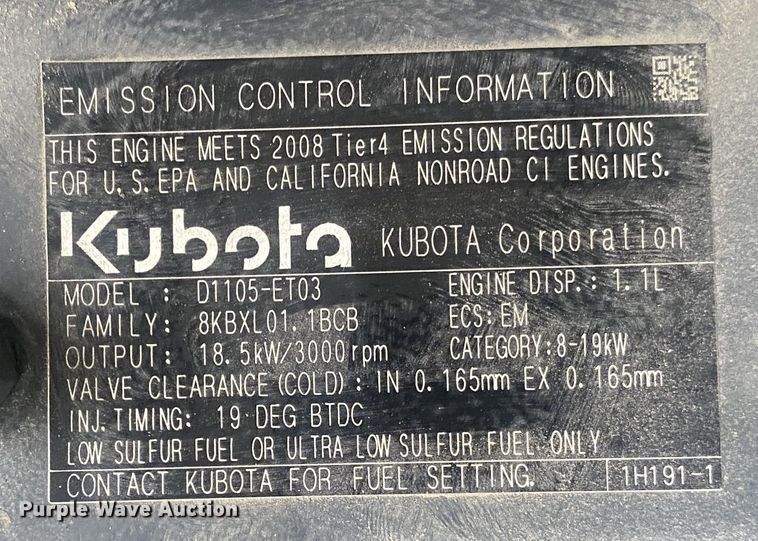 EMISSION CONTROL INFORMATION
THIS ENGINE MEETS 2008 Tier4 EMISSION REGULATIONS
FOR U.S.EPA AND CALIFORNIA NONROAD CI ENGINES.
Kubota KUBOTA Corporation
MODEL : D1105-ET03 ENGINE DISP.: 1.1L
FAMILY: 8KBXL01.1BCB ECS:EM
OUTPUT: 18.5kW/3000rpm CATEGORY:8-19kW
VALVE CLEARANCE(COLD): IN 0.165mm EX 0.165mm
INJ.TIMING: 19 DEG BTDC
LOW SULFUR FUEL OR ULTRA LOW SULFUR FUEL ONLY
CONTACT KUBOTA FOR FUEL SETTING. 1H191-1
Purple Wave Auction